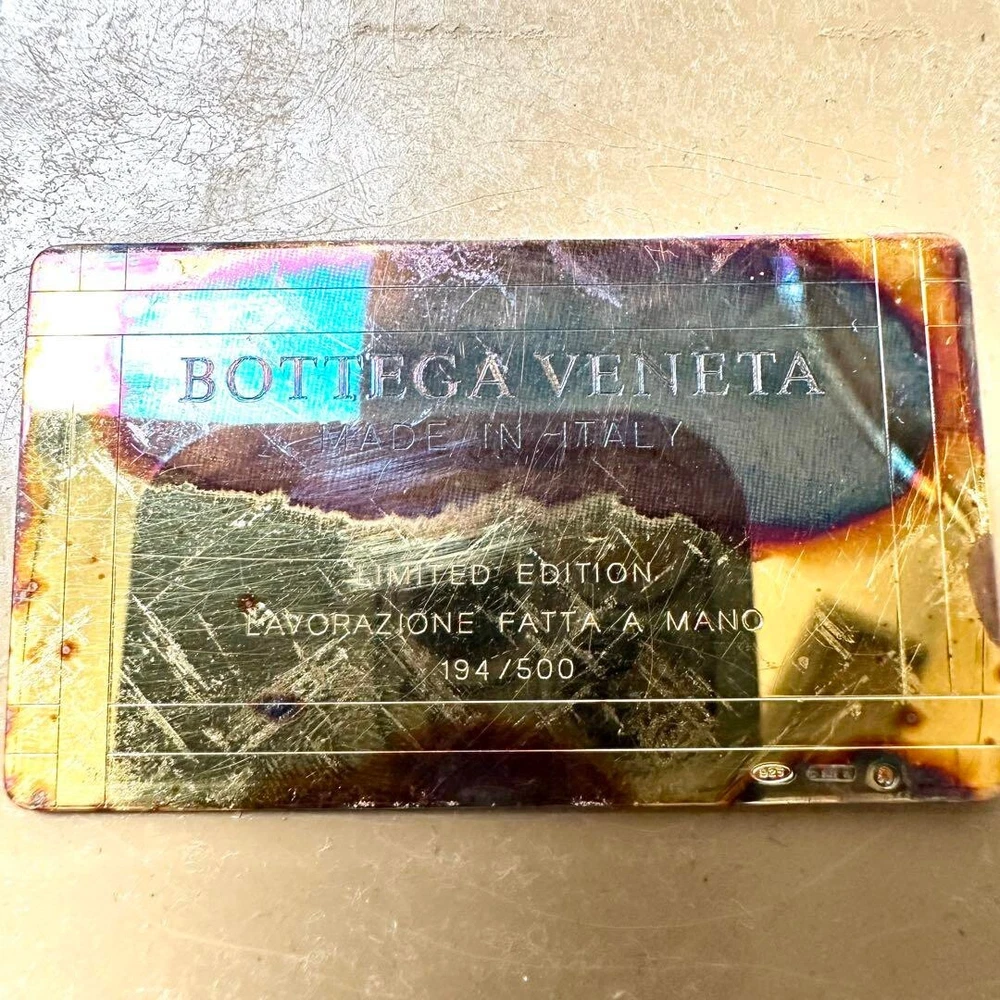 BOTTEGA VENETA
MADE IN ITALY
LIMITED EDITION
LAVORAZIONE FATTA A MANO
194/500
925